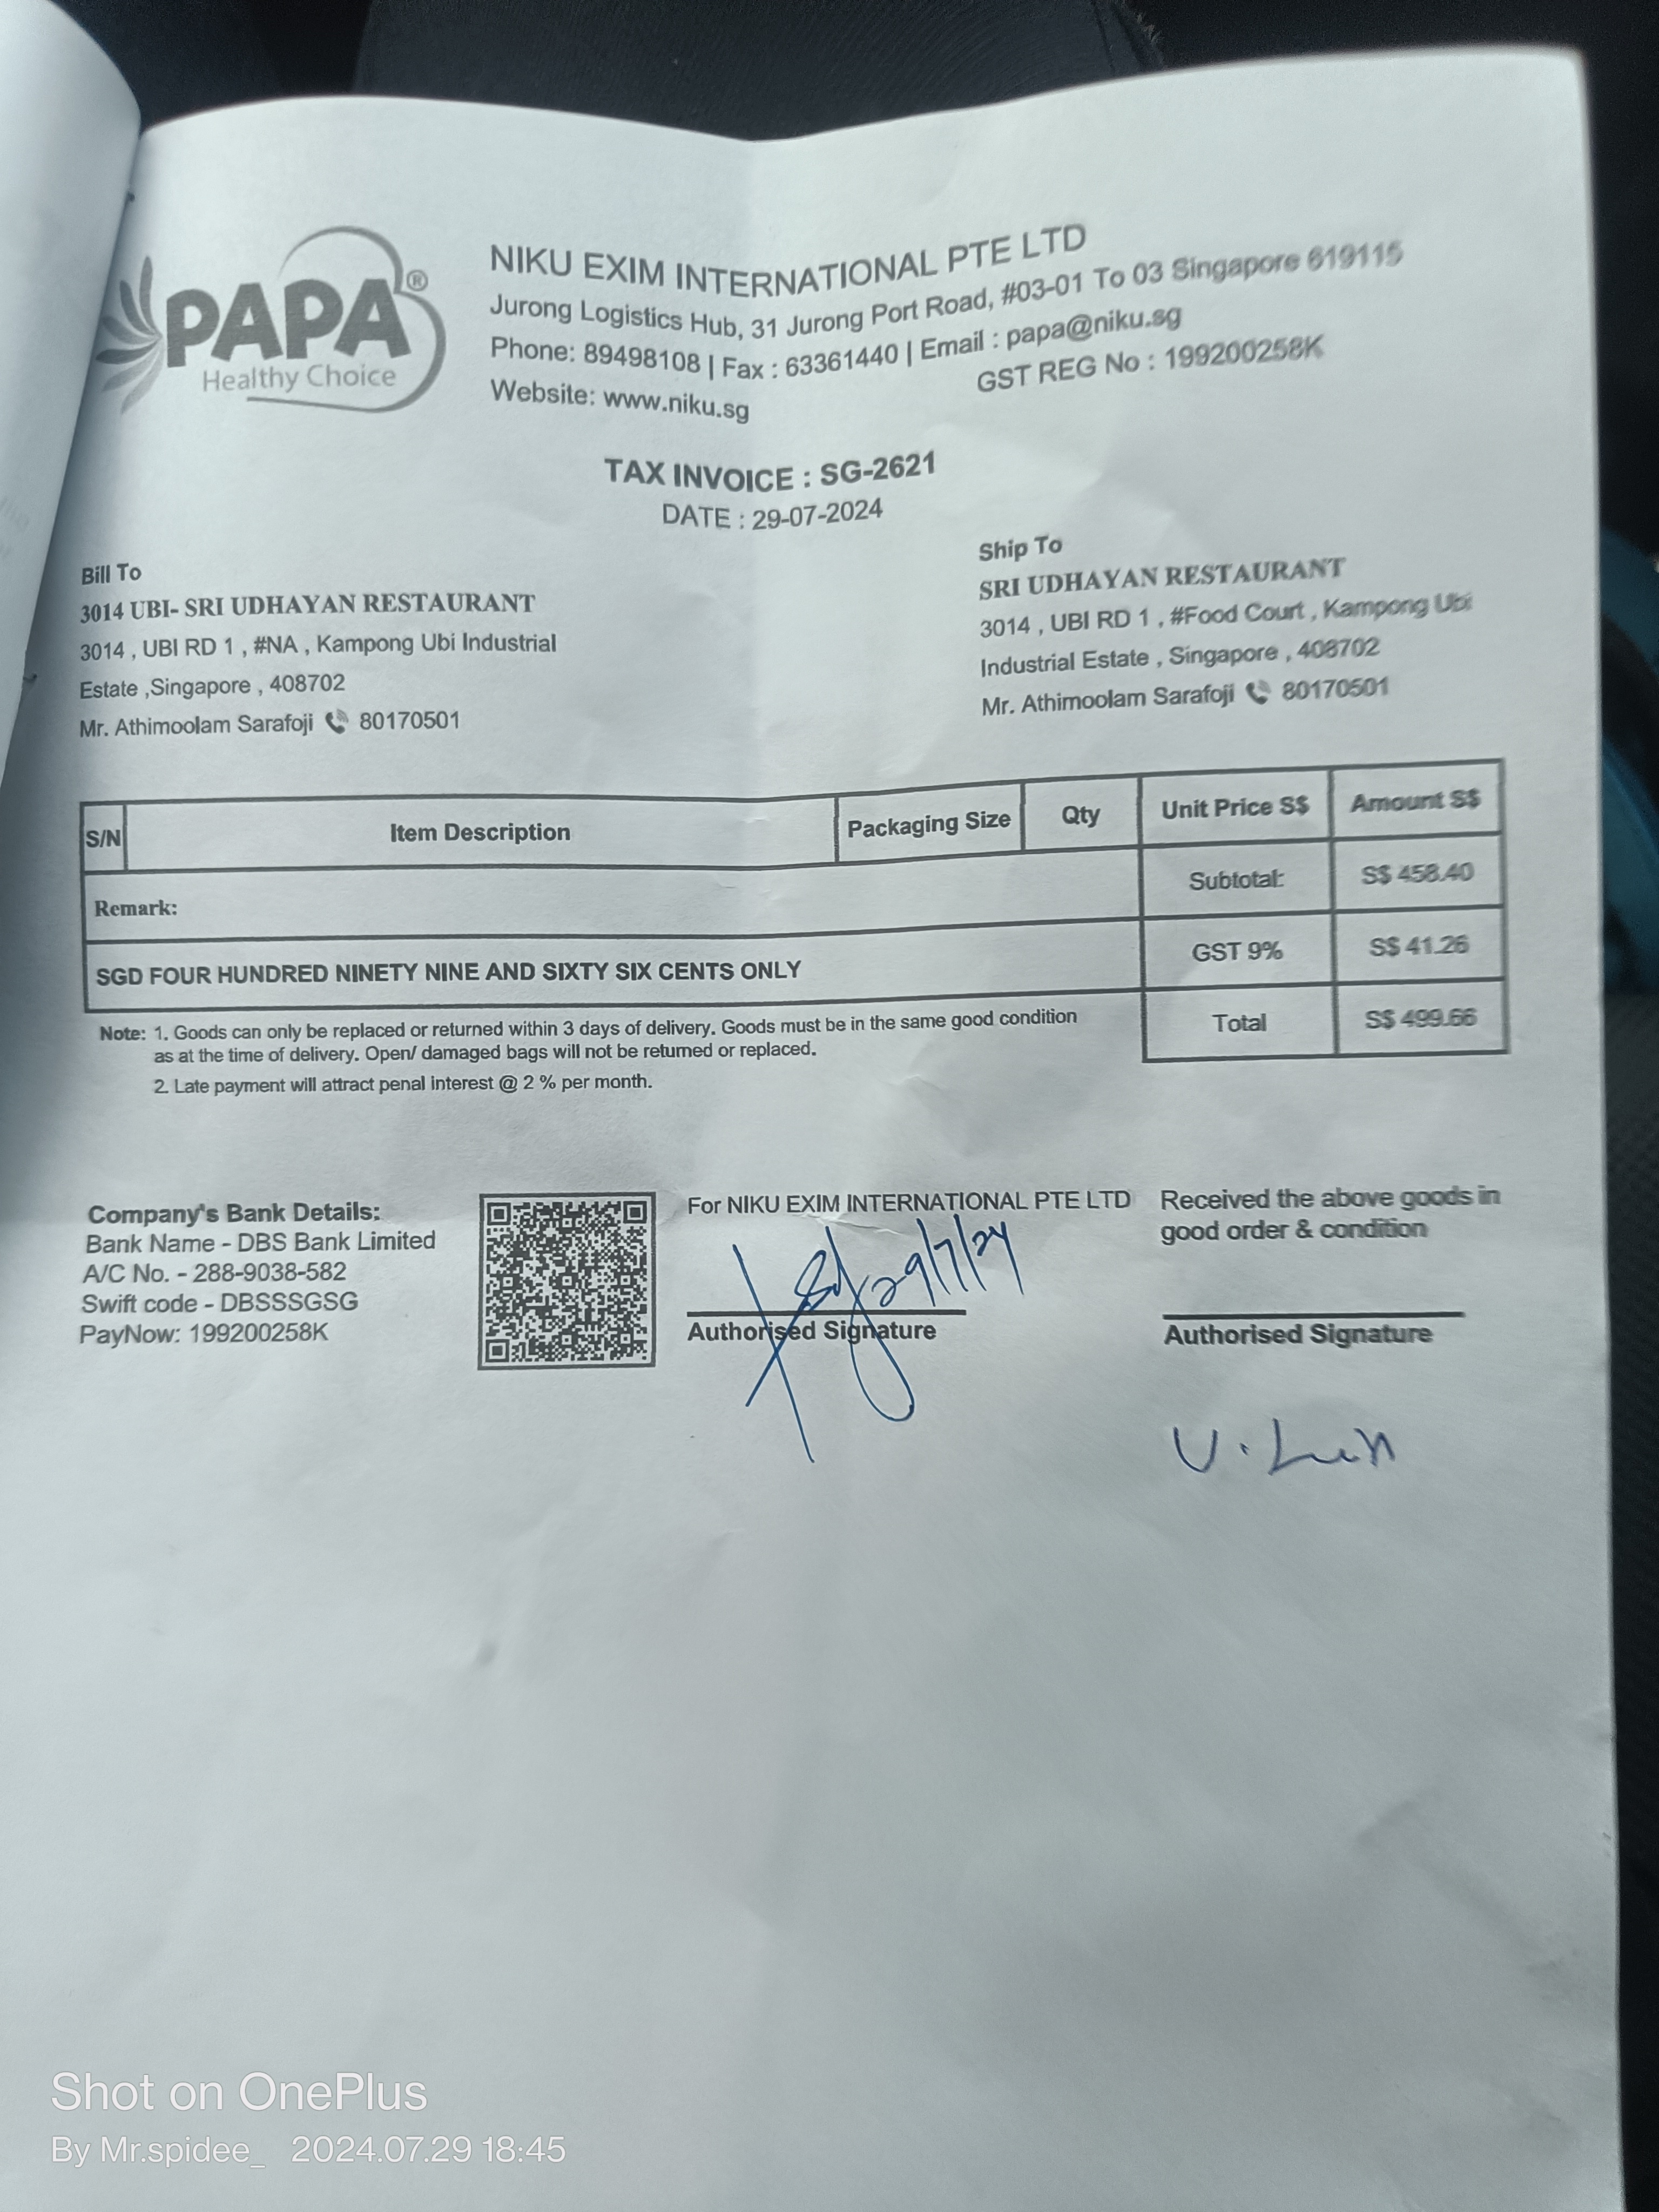 PAPA®
Healthy Choice
NIKU EXIM INTERNATIONAL PTE LTD
Jurong Logistics Hub, 31 Jurong Port Road, #03-01 To 03 Singapore 619115
Phone: 89498108 | Fax : 63361440 | Email : papa@niku.sg
Website: www.niku.sg
GST REG No : 199200258K
TAX INVOICE : SG-2621
DATE : 29-07-2024
Bill To
3014 UBI- SRI UDHAYAN RESTAURANT
3014 , UBI RD 1 , #NA , Kampong Ubi Industrial
Estate ,Singapore , 408702
Mr. Athimoolam Sarafoji 80170501
Ship To
SRI UDHAYAN RESTAURANT
3014 , UBI RD 1 , #Food Court , Kampong Ubi
Industrial Estate , Singapore , 408702
Mr. Athimoolam Sarafoji 80170501
S/N Item Description Packaging Size Qty Unit Price S$ Amount S$
Remark: Subtotal: S$ 458.40
SGD FOUR HUNDRED NINETY NINE AND SIXTY SIX CENTS ONLY GST 9% S$ 41.26
Total S$ 499.66
Note: 1. Goods can only be replaced or returned within 3 days of delivery. Goods must be in the same good condition
as at the time of delivery. Open/ damaged bags will not be returned or replaced.
2. Late payment will attract penal interest @ 2 % per month.
Company's Bank Details:
Bank Name - DBS Bank Limited
A/C No. - 288-9038-582
Swift code - DBSSSGSG
PayNow: 199200258K
For NIKU EXIM INTERNATIONAL PTE LTD
29/7/24
Authorised Signature
Received the above goods in
good order & condition
Authorised Signature
Shot on OnePlus
By Mr.spidee_ 2024.07.29 18:45